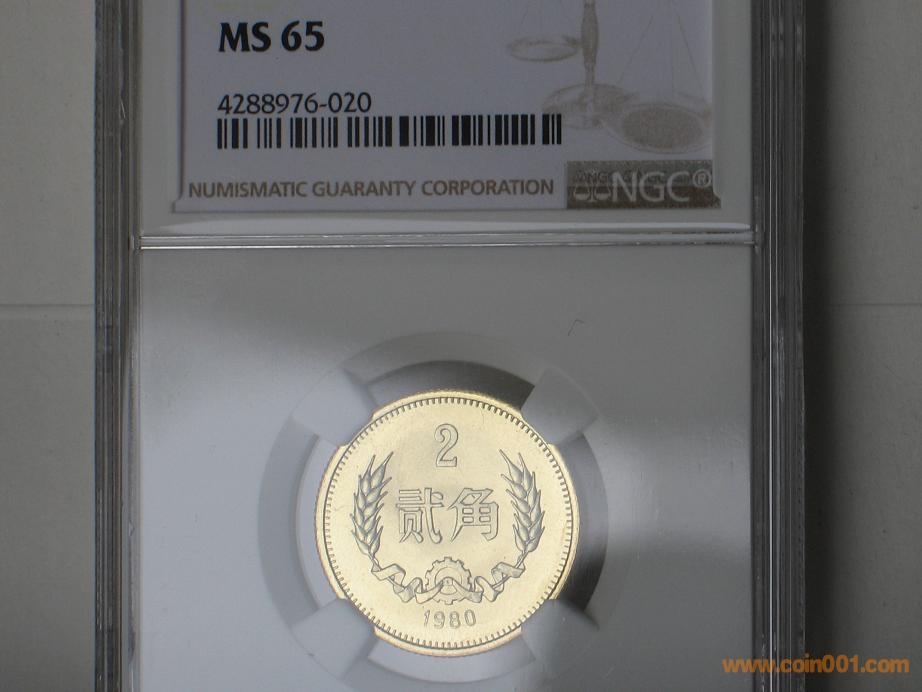 MS 65
4288976-020
NUMISMATIC GUARANTY CORPORATION
NGC®
2
贰角
1980
www.coin001.com